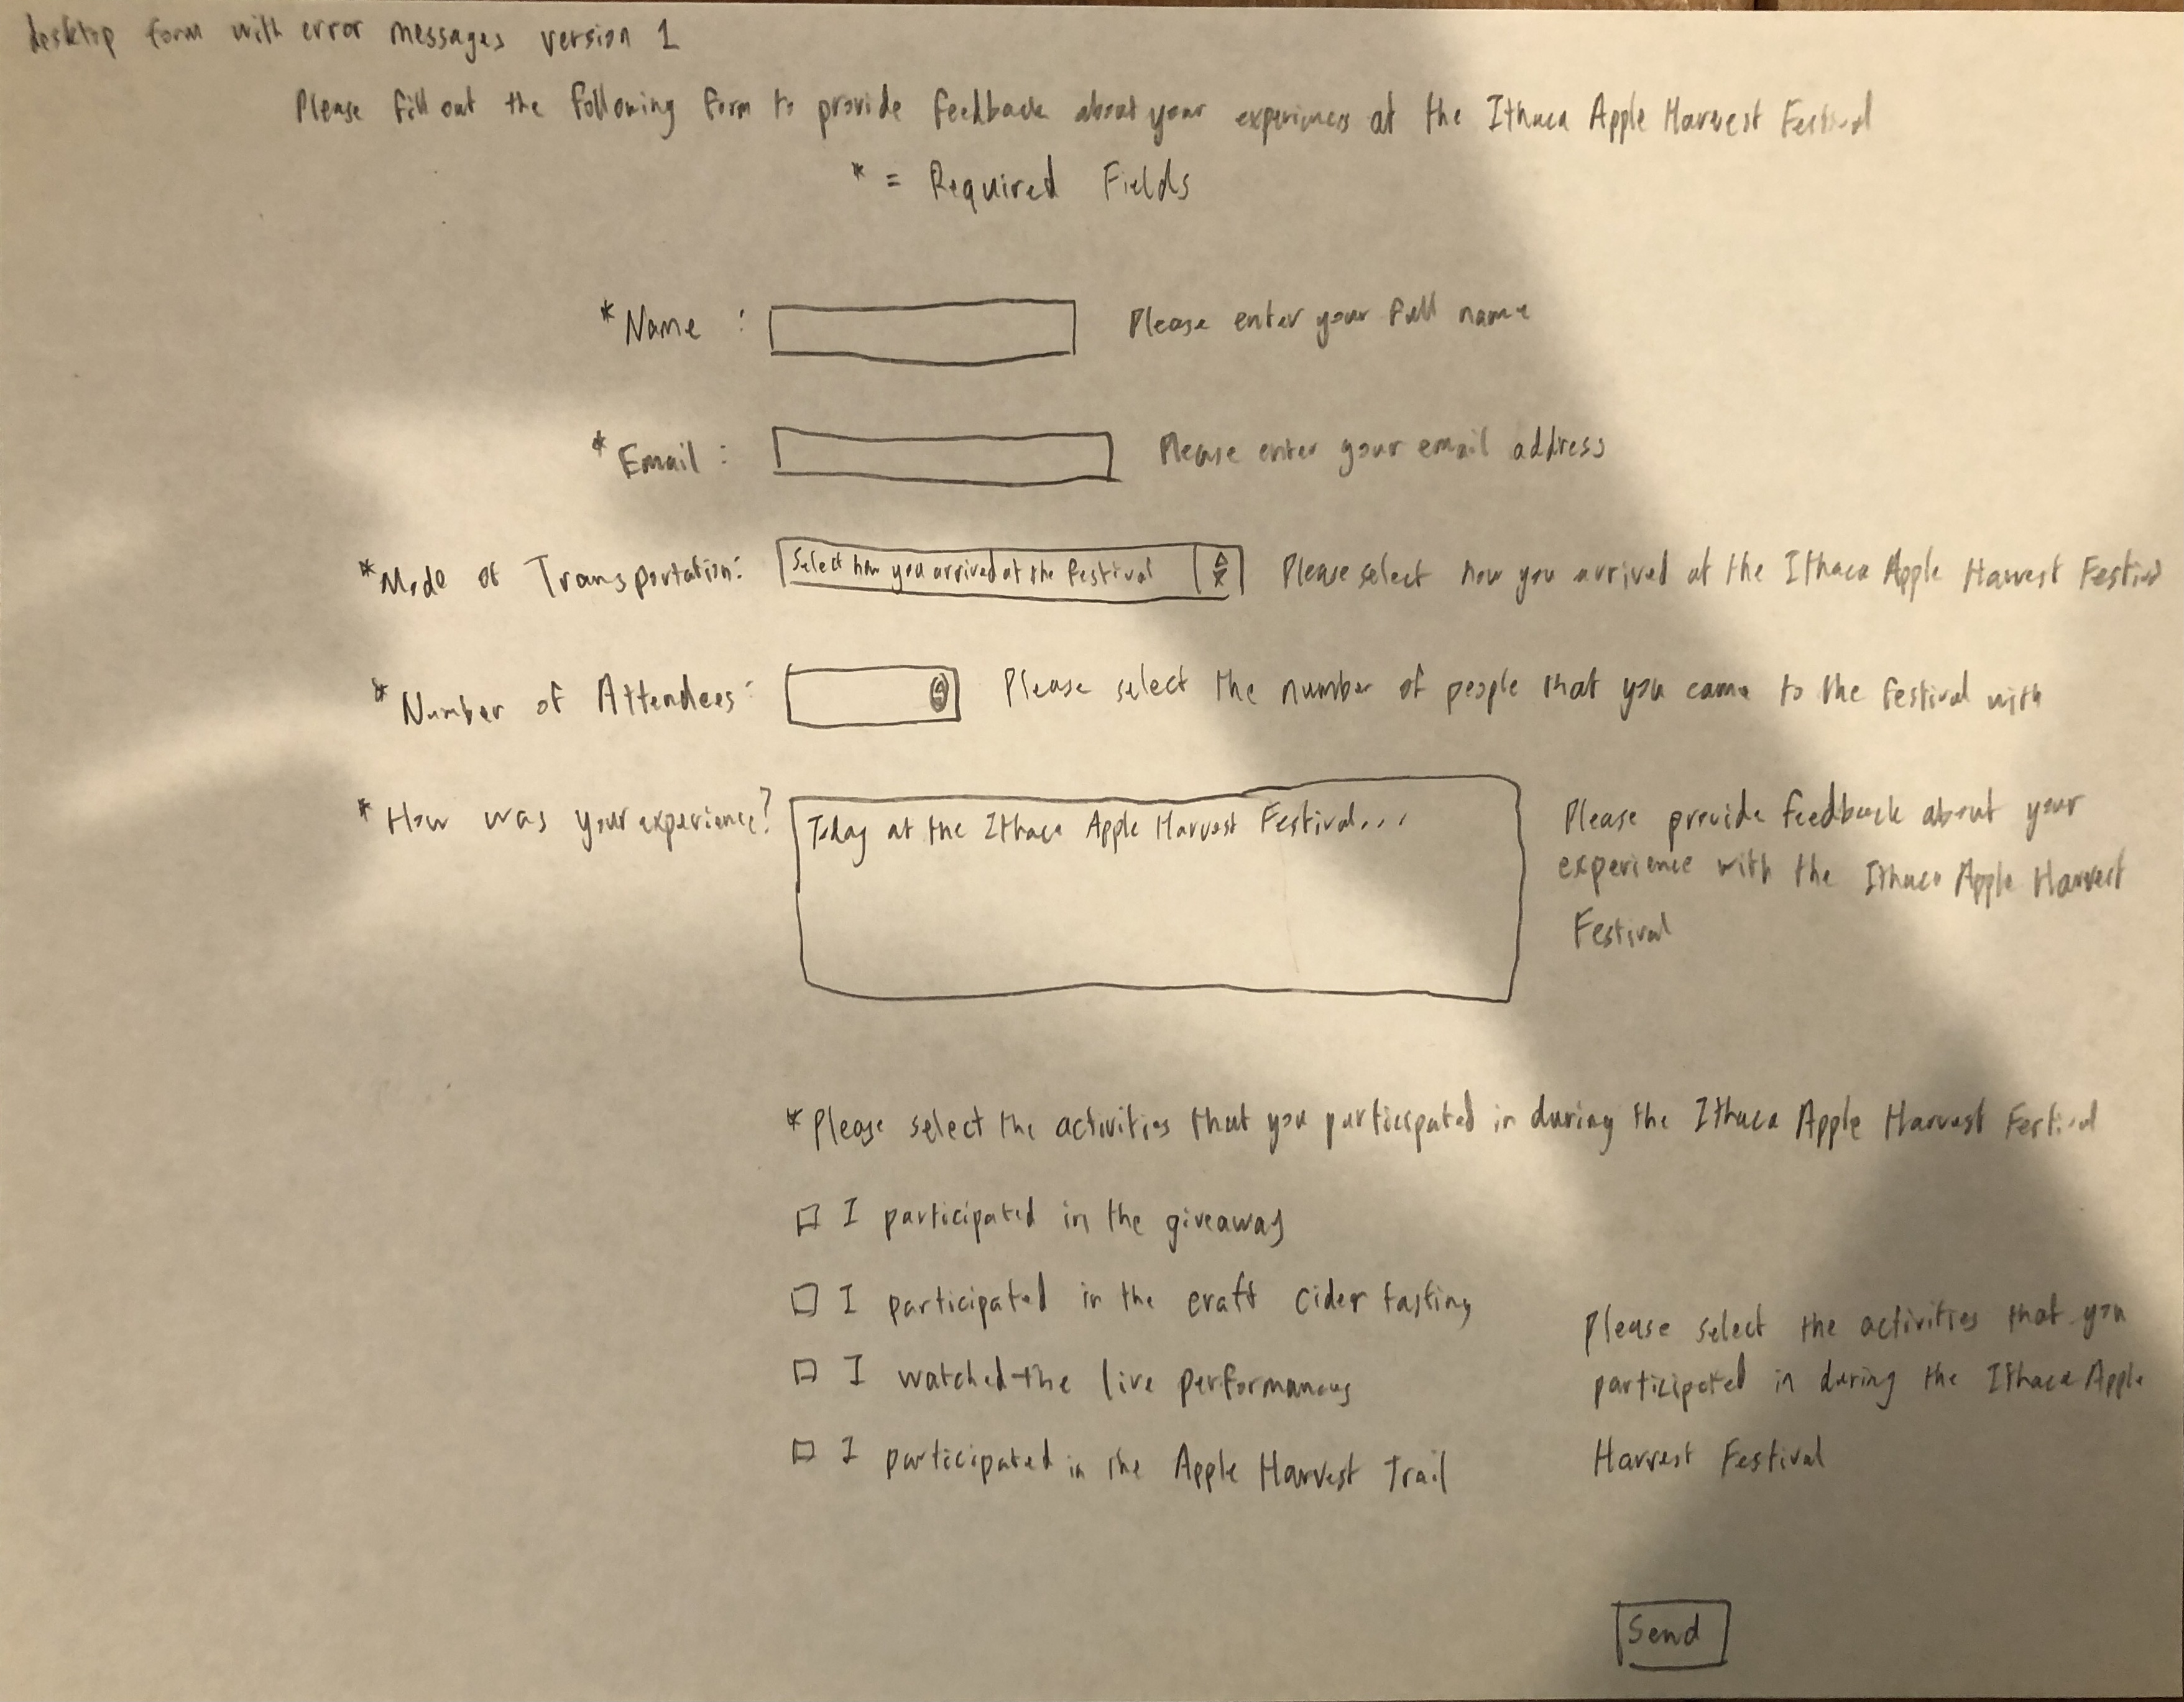 desktop form with error messages version 1
Please fill out the following form to provide feedback about your experiences at the Ithaca Apple Harvest Festival
* = Required Fields
*Name : Please enter your full name
*Email : Please enter your email address
*Mode of Transportation: Select how you arrived at the festival Please select how you arrived at the Ithaca Apple Harvest Festival
*Number of Attendees: Please select the number of people that you came to the festival with
*How was your experience? Today at the Ithaca Apple Harvest Festival... Please provide feedback about your
experience with the Ithaca Apple Harvest
Festival
*Please select the activities that you participated in during the Ithaca Apple Harvest Festival
I participated in the giveaway
I participated in the craft cider tasting
Please select the activities that you
I watched the live performances
participated in during the Ithaca Apple
I participated in the Apple Harvest Trail
Harvest Festival
Send